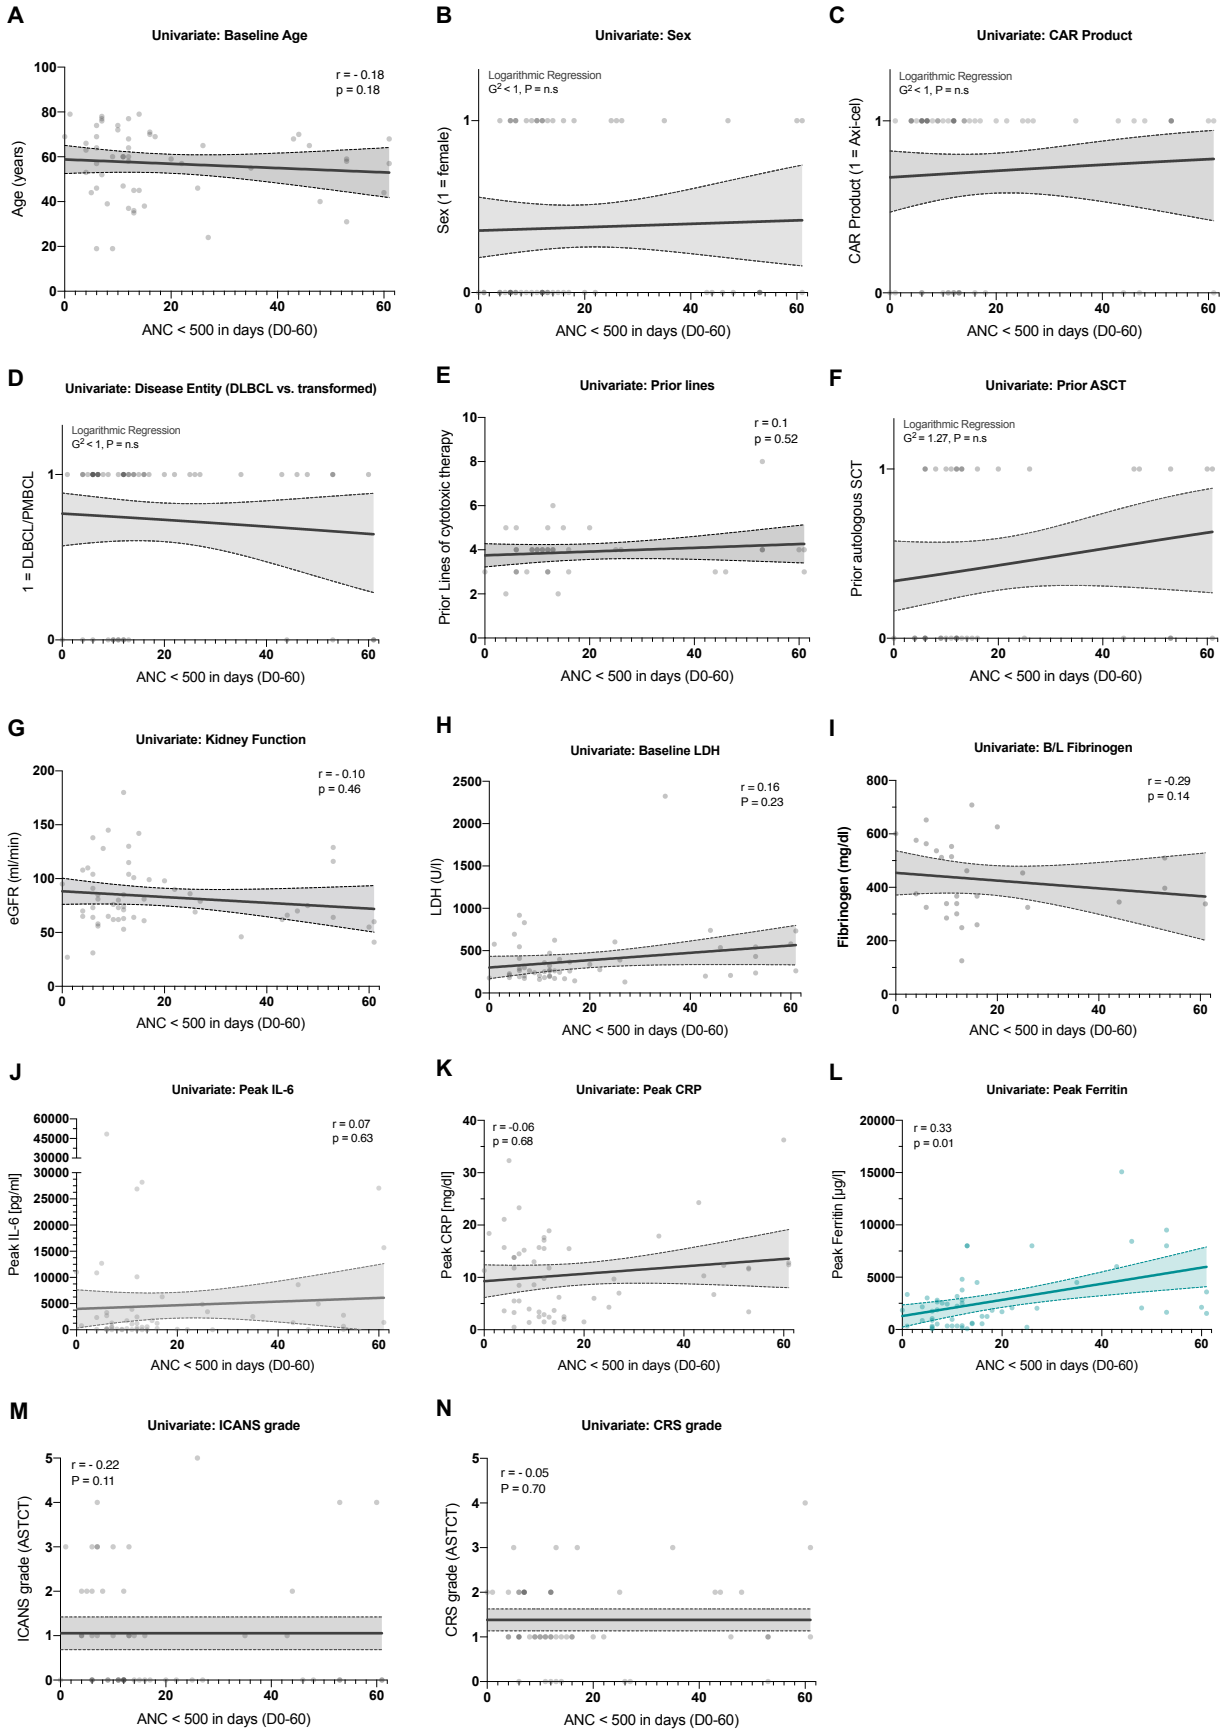 A
Univariate: Baseline Age
r = - 0.18
p = 0.18
100
80
60
40
20
0
Age (years)
0
20
40
60
ANC < 500 in days (D0-60)
B
Univariate: Sex
Logarithmic Regression
G2 < 1, P = n.s
1
0
Sex (1 = female)
0
20
40
60
ANC < 500 in days (D0-60)
C
Univariate: CAR Product
Logarithmic Regression
G2 < 1, P = n.s
1
0
CAR Product (1 = Axi-cel)
0
20
40
60
ANC < 500 in days (D0-60)
D
Univariate: Disease Entity (DLBCL vs. transformed)
Logarithmic Regression
G2 < 1, P = n.s
1
0
1 = DLBCL/PMBCL
0
20
40
60
ANC < 500 in days (D0-60)
E
Univariate: Prior lines
r = 0.1
p = 0.52
10
8
6
4
2
0
Prior Lines of cytotoxic therapy
0
20
40
60
ANC < 500 in days (D0-60)
F
Univariate: Prior ASCT
Logarithmic Regression
G2 = 1.27, P = n.s
1
0
Prior autologous SCT
0
20
40
60
ANC < 500 in days (D0-60)
G
Univariate: Kidney Function
r = - 0.10
p = 0.46
200
150
100
50
0
eGFR (ml/min)
0
20
40
60
ANC < 500 in days (D0-60)
H
Univariate: Baseline LDH
r = 0.16
P = 0.23
2500
2000
1500
1000
500
0
LDH (U/l)
0
20
40
60
ANC < 500 in days (D0-60)
I
Univariate: B/L Fibrinogen
r = -0.29
p = 0.14
800
600
400
200
0
Fibrinogen (mg/dl)
0
20
40
60
ANC < 500 in days (D0-60)
J
Univariate: Peak IL-6
r = 0.07
p = 0.63
60000
45000
30000
30000
25000
20000
15000
10000
5000
0
Peak IL-6 [pg/ml]
0
20
40
60
ANC < 500 in days (D0-60)
K
Univariate: Peak CRP
r = -0.06
p = 0.68
40
30
20
10
0
Peak CRP [mg/dl]
0
20
40
60
ANC < 500 in days (D0-60)
L
Univariate: Peak Ferritin
r = 0.33
p = 0.01
20000
15000
10000
5000
0
Peak Ferritin [µg/l]
0
20
40
60
ANC < 500 in days (D0-60)
M
Univariate: ICANS grade
r = - 0.22
P = 0.11
5
4
3
2
1
0
ICANS grade (ASTCT)
0
20
40
60
ANC < 500 in days (D0-60)
N
Univariate: CRS grade
r = - 0.05
P = 0.70
5
4
3
2
1
0
CRS grade (ASTCT)
0
20
40
60
ANC < 500 in days (D0-60)